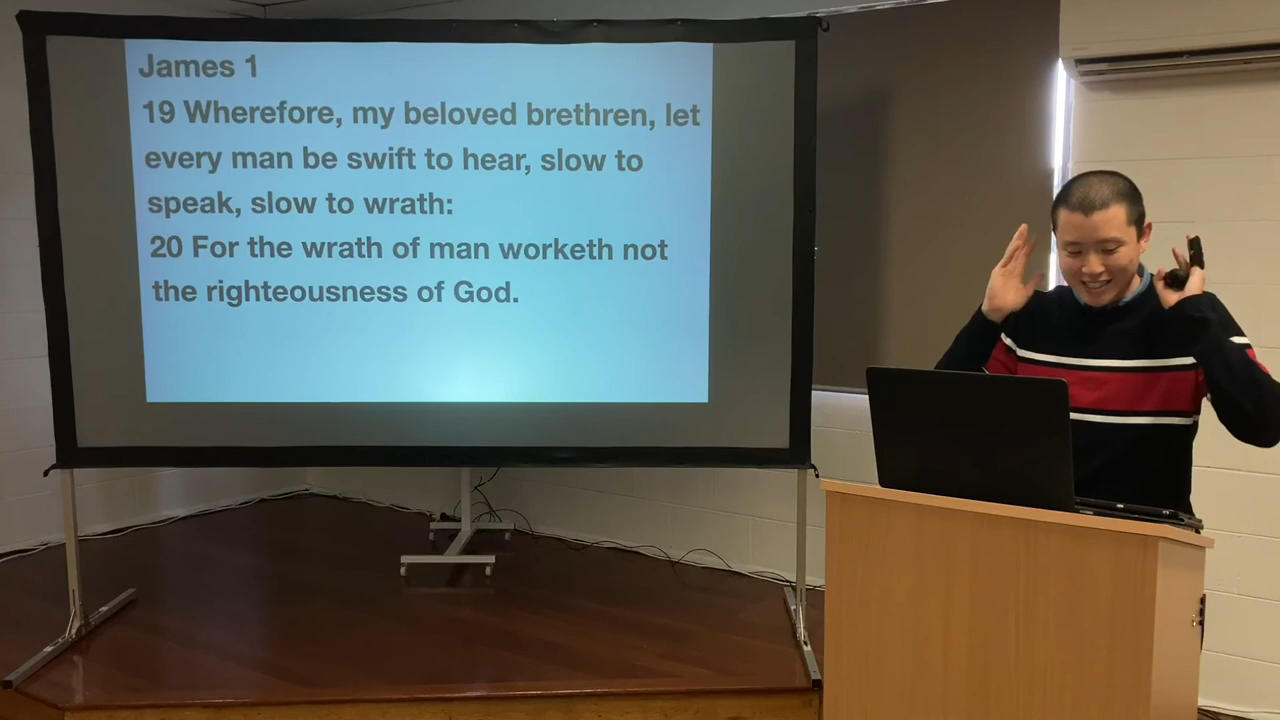 James 1
19 Wherefore, my beloved brethren, let
every man be swift to hear, slow to
speak, slow to wrath:
20 For the wrath of man worketh not
the righteousness of God.